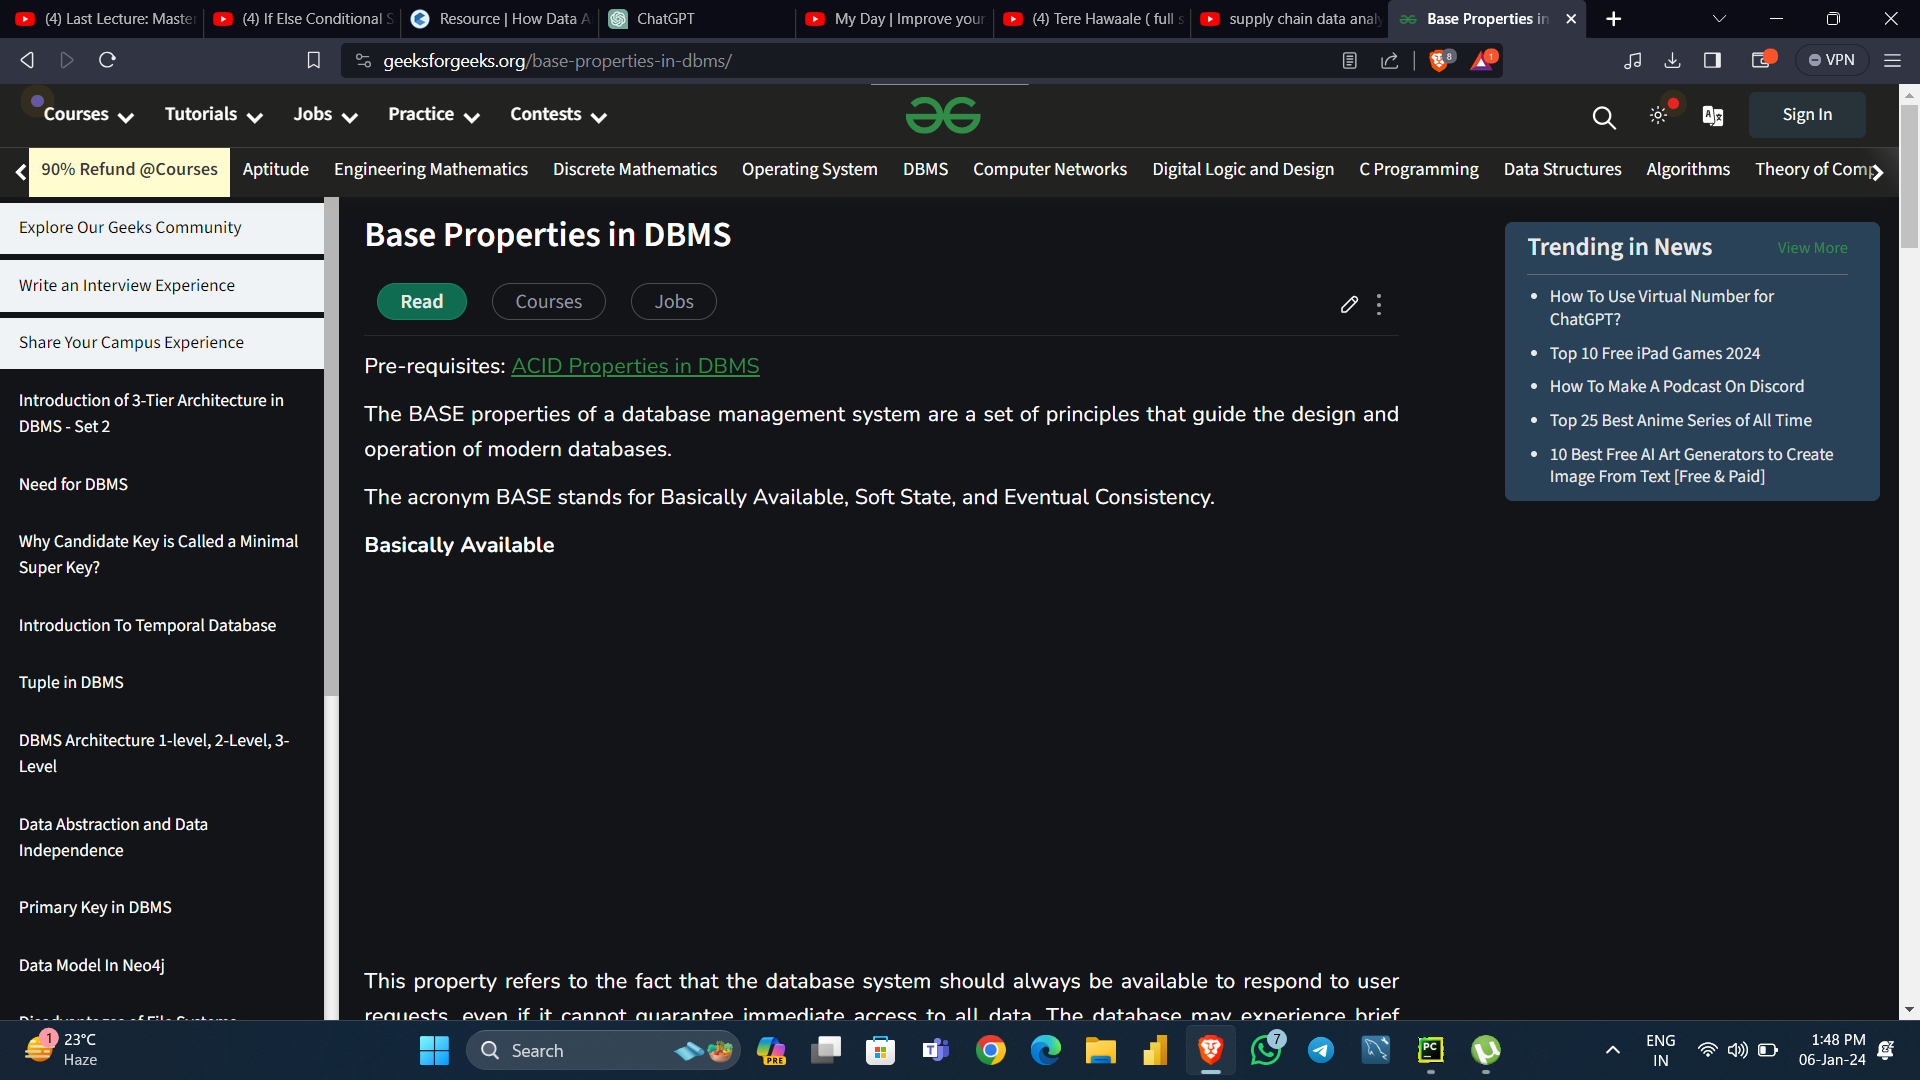 (4) Last Lecture: Master
(4) If Else Conditional S
Resource | How Data A
ChatGPT
My Day | Improve your
(4) Tere Hawaale ( full s
supply chain data analy
Base Properties in
geeksforgeeks.org/base-properties-in-dbms/
8
1
VPN
Courses
Tutorials
Jobs
Practice
Contests
Sign In
90% Refund @Courses
Aptitude
Engineering Mathematics
Discrete Mathematics
Operating System
DBMS
Computer Networks
Digital Logic and Design
C Programming
Data Structures
Algorithms
Theory of Comp
Explore Our Geeks Community
Write an Interview Experience
Share Your Campus Experience
Introduction of 3-Tier Architecture in
DBMS - Set 2
Need for DBMS
Why Candidate Key is Called a Minimal
Super Key?
Introduction To Temporal Database
Tuple in DBMS
DBMS Architecture 1-level, 2-Level, 3-
Level
Data Abstraction and Data
Independence
Primary Key in DBMS
Data Model In Neo4j
Disadvantages of File Systems
Base Properties in DBMS
Read
Courses
Jobs
Pre-requisites: ACID Properties in DBMS
The BASE properties of a database management system are a set of principles that guide the design and
operation of modern databases.
The acronym BASE stands for Basically Available, Soft State, and Eventual Consistency.
Basically Available
This property refers to the fact that the database system should always be available to respond to user
requests, even if it cannot guarantee immediate access to all data. The database may experience brief
Trending in News
View More
How To Use Virtual Number for
ChatGPT?
Top 10 Free iPad Games 2024
How To Make A Podcast On Discord
Top 25 Best Anime Series of All Time
10 Best Free AI Art Generators to Create
Image From Text [Free & Paid]
1
23°C
Haze
Search
PRE
7
PC
ENG
IN
1:48 PM
06-Jan-24